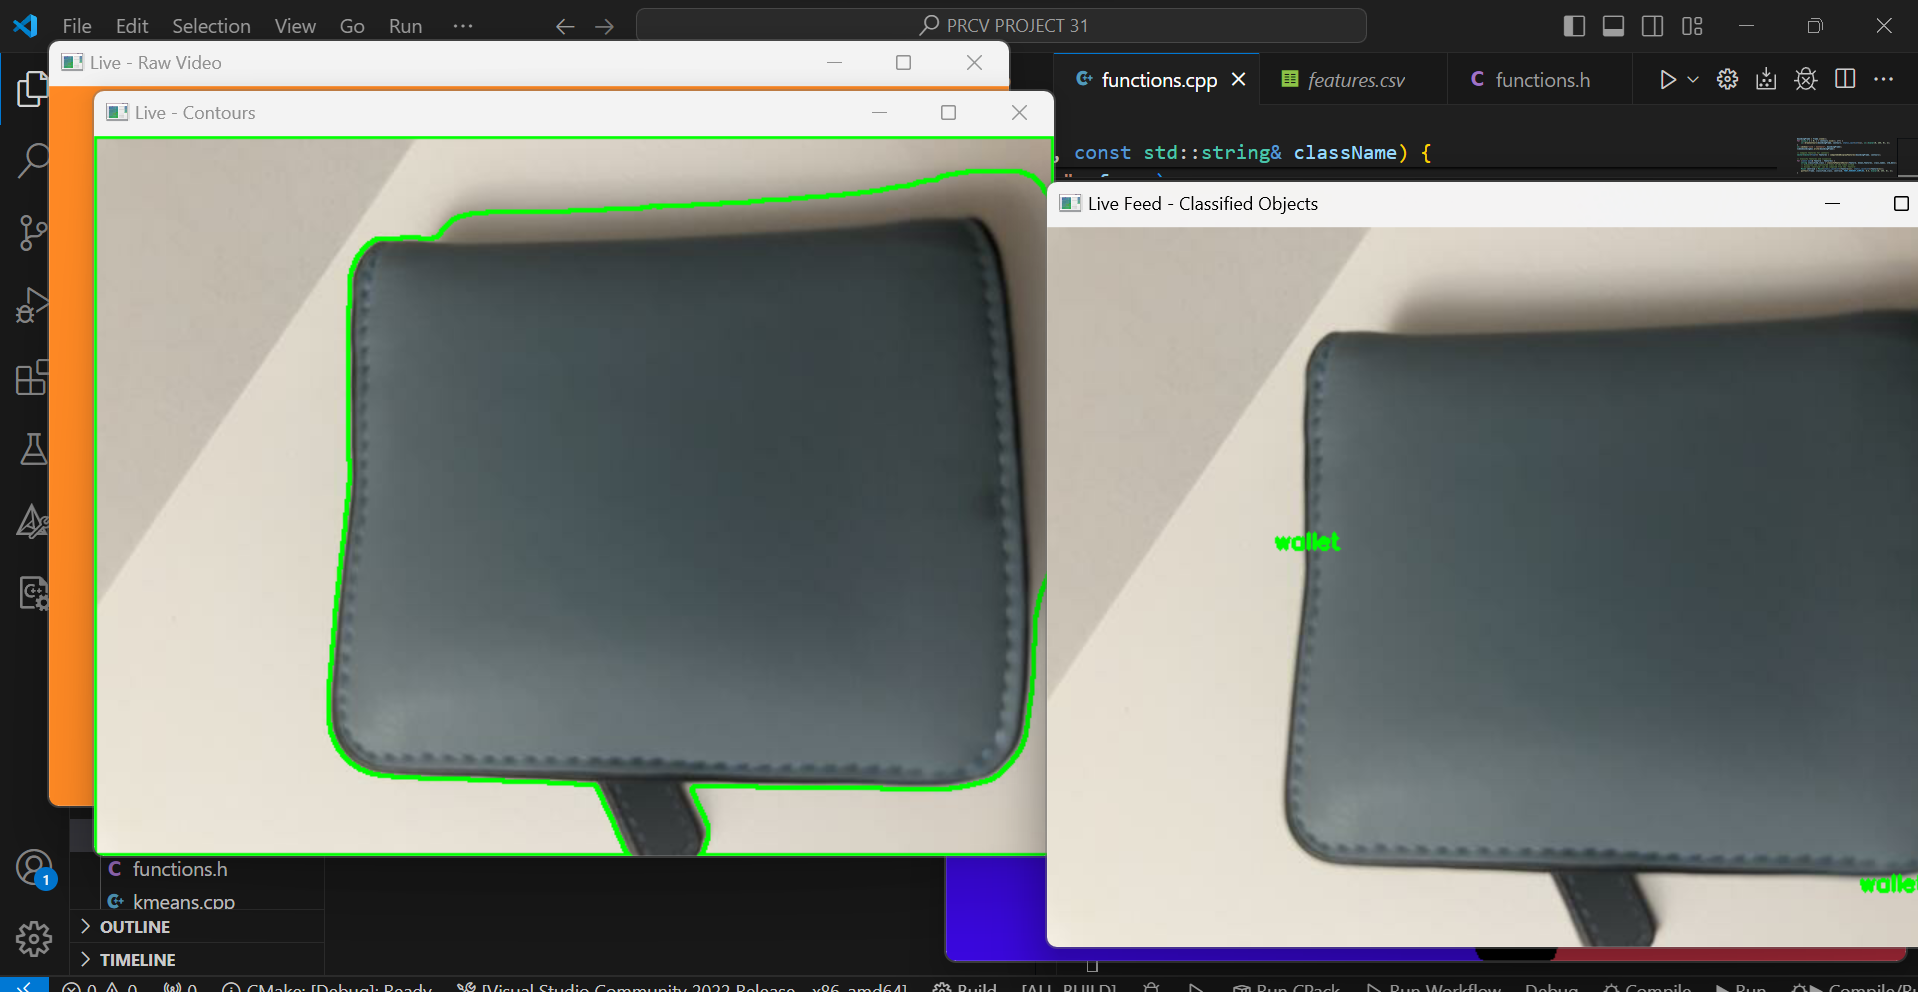 File Edit Selection View Go Run ···
PRCV PROJECT 31
Live - Raw Video
functions.cpp
features.csv
functions.h
Live - Contours
, const std::string& className) {
Live Feed - Classified Objects
wallet
functions.h
kmeans.cpp
1
OUTLINE
TIMELINE
0 0 0 CMake: [Debug]: Ready [Visual Studio Community 2022 Release - x86_amd64] Build [ALL_BUILD] Run CPack Run Workflow Debug Compile Run